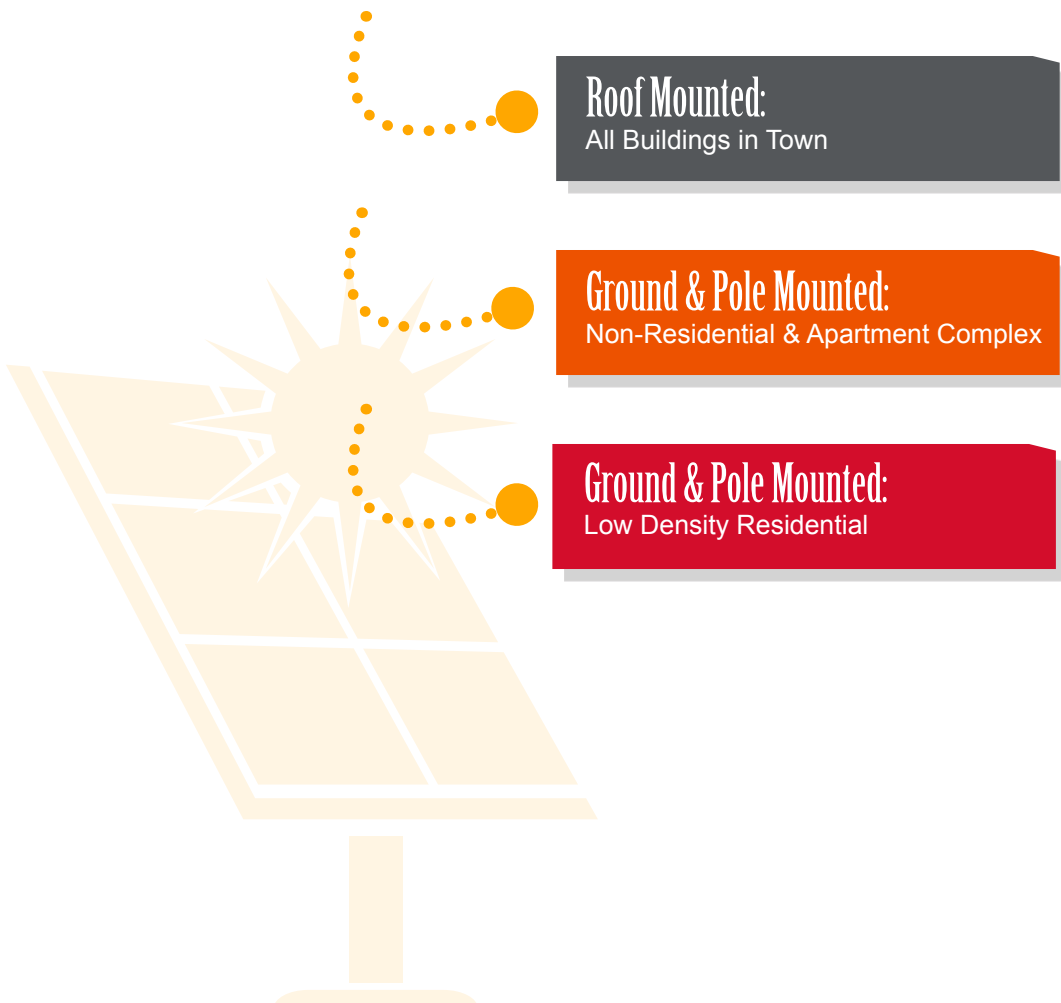 Roof Mounted:
All Buildings in Town
Ground & Pole Mounted:
Non-Residential & Apartment Complex
Ground & Pole Mounted:
Low Density Residential